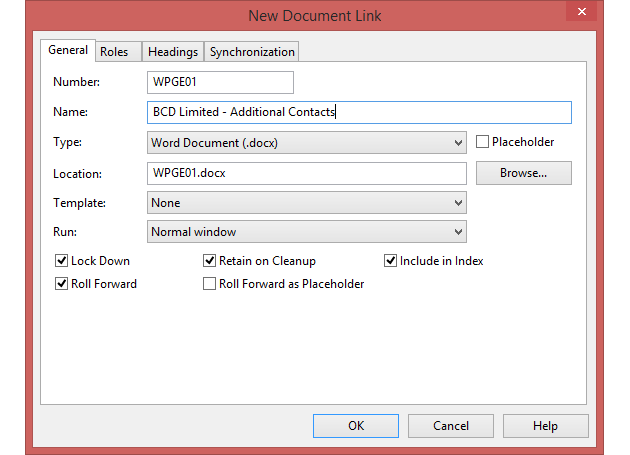 New Document Link
General Roles Headings Synchronization
Number: WPGE01
Name: BCD Limited - Additional Contacts
Type: Word Document (.docx) Placeholder
Location: WPGE01.docx Browse...
Template: None
Run: Normal window
Lock Down Retain on Cleanup Include in Index
Roll Forward Roll Forward as Placeholder
OK Cancel Help